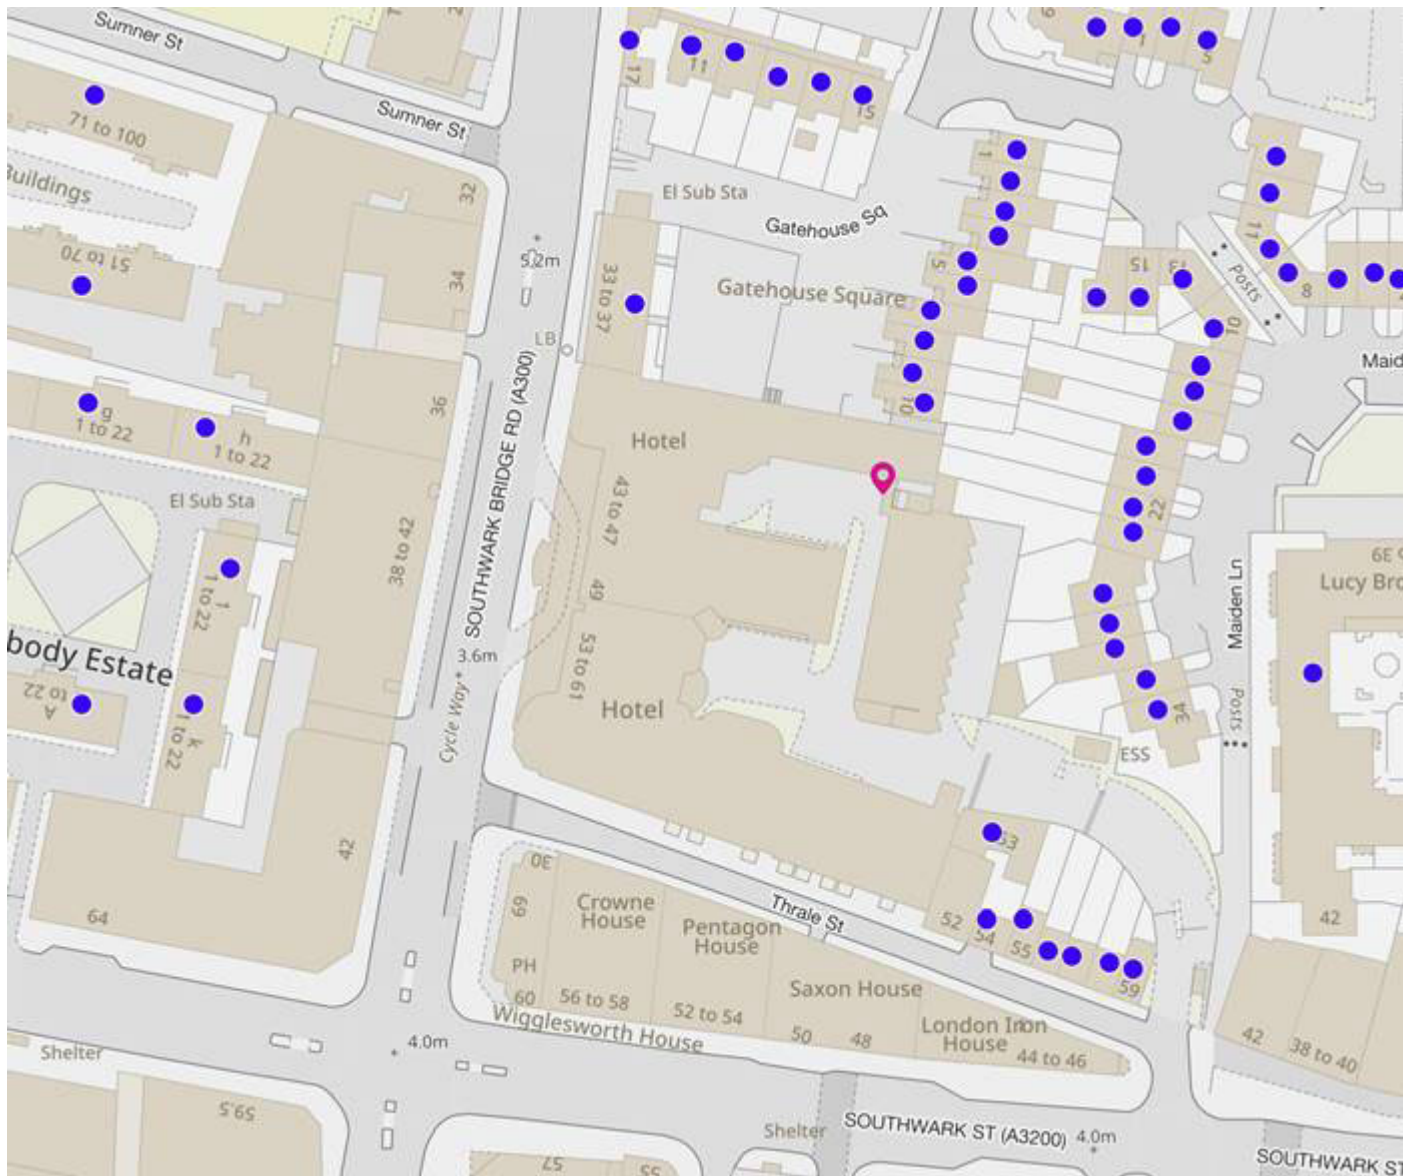 Sumner St
71 to 100
Buildings
51 to 70
Sumner St
32
34
36
38 to 42
42
64
g
1 to 22
h
1 to 22
El Sub Sta
1 to 22
body Estate
A
to 22
k
1 to 22
5.2m
LB
SOUTHWARK BRIDGE RD (A300)
3.6m
Cycle Way
17
11
15
El Sub Sta
Gatehouse Sq
33 to 37
Gatehouse Square
1
5
10
Hotel
43 to 47
49
53 to 61
Hotel
5
11
15
13
Posts
8
10
Maid
22
34
Maiden Ln
Posts
ESS
Lucy Bro
42
53
52
54
55
59
Thrale St
30
69
PH
60
Crowne
House
56 to 58
Pentagon
House
52 to 54
Saxon House
50
48
London Iron
House
44 to 46
Wigglesworth House
42
38 to 40
Shelter
4.0m
59.5
57
55
Shelter
SOUTHWARK ST (A3200)
4.0m
SOUTHWARK ST